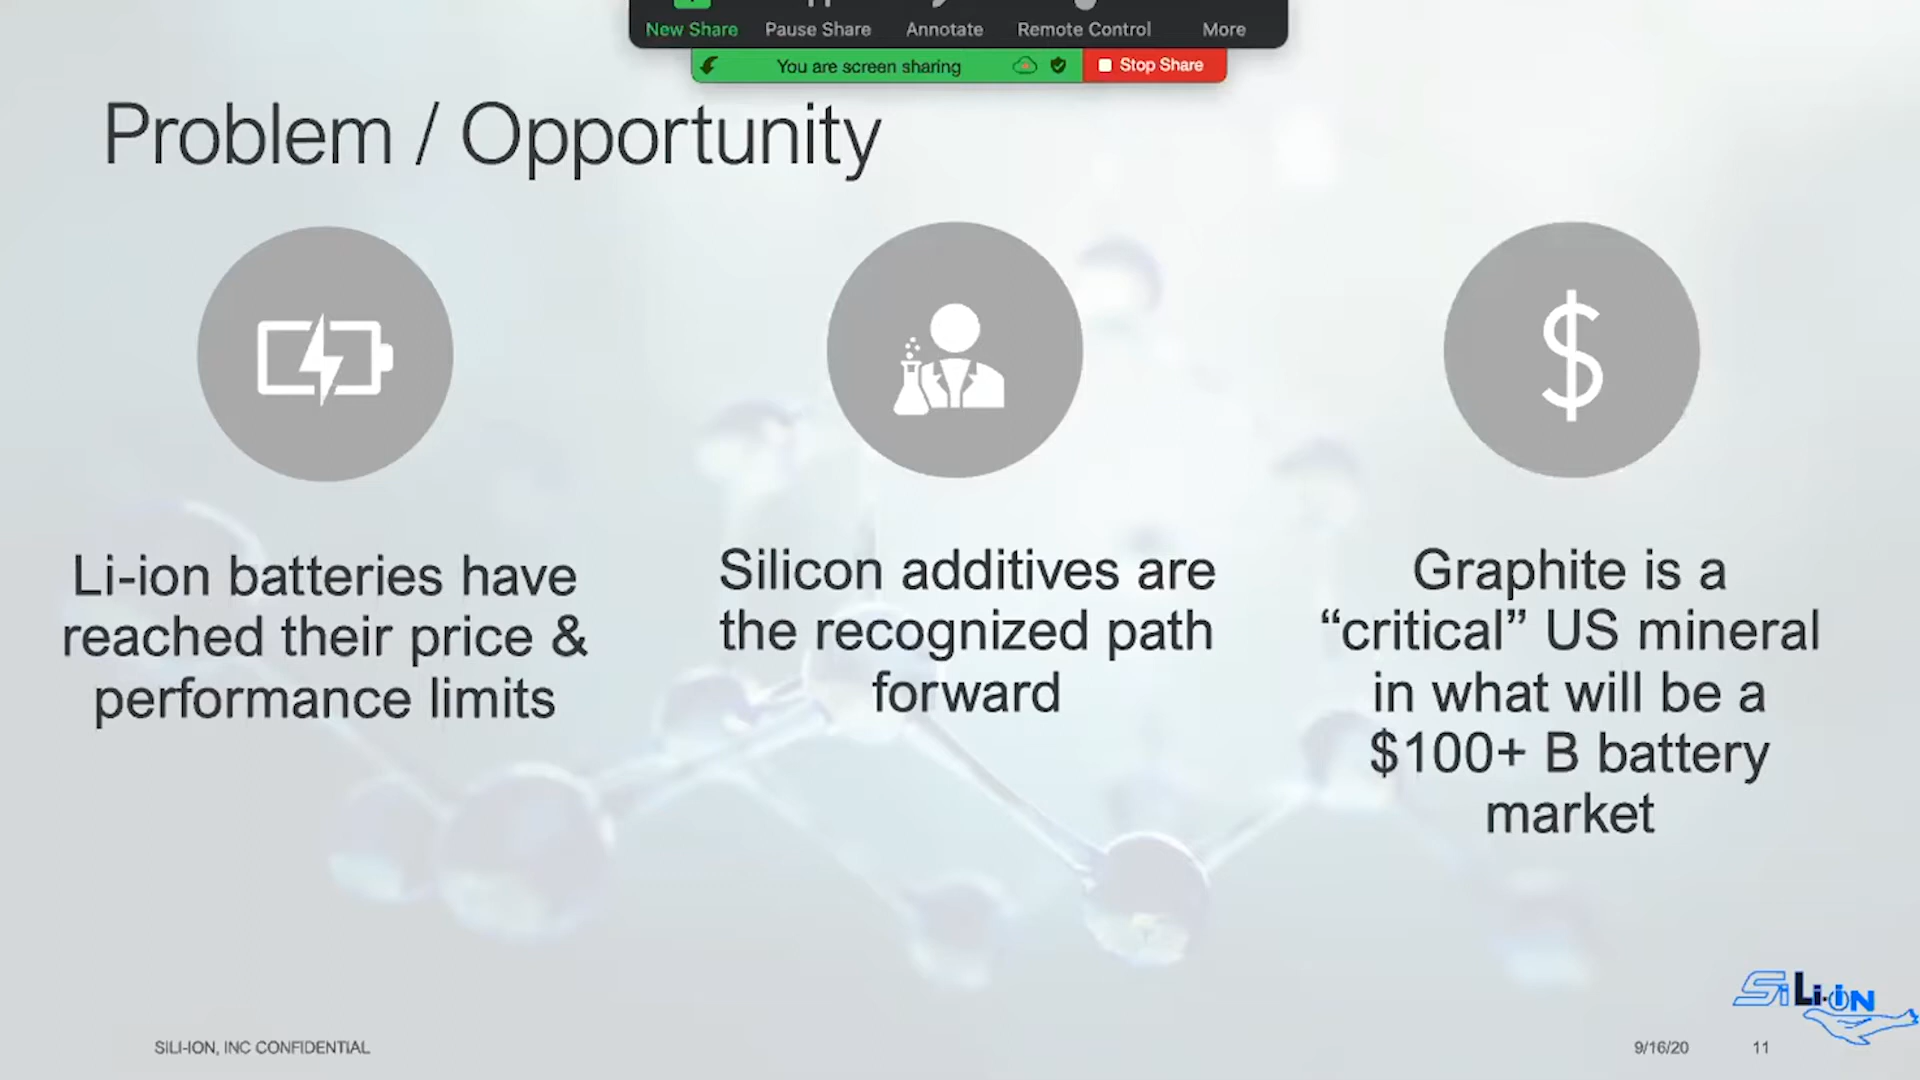 New Share
Pause Share
Annotate
Remote Control
More
You are screen sharing
Stop Share
Problem / Opportunity
Li-ion batteries have
reached their price &
performance limits
Silicon additives are
the recognized path
forward
Graphite is a
“critical” US mineral
in what will be a
$100+ B battery
market
SiLi-ION
SILI-ION, INC CONFIDENTIAL
9/16/20
11